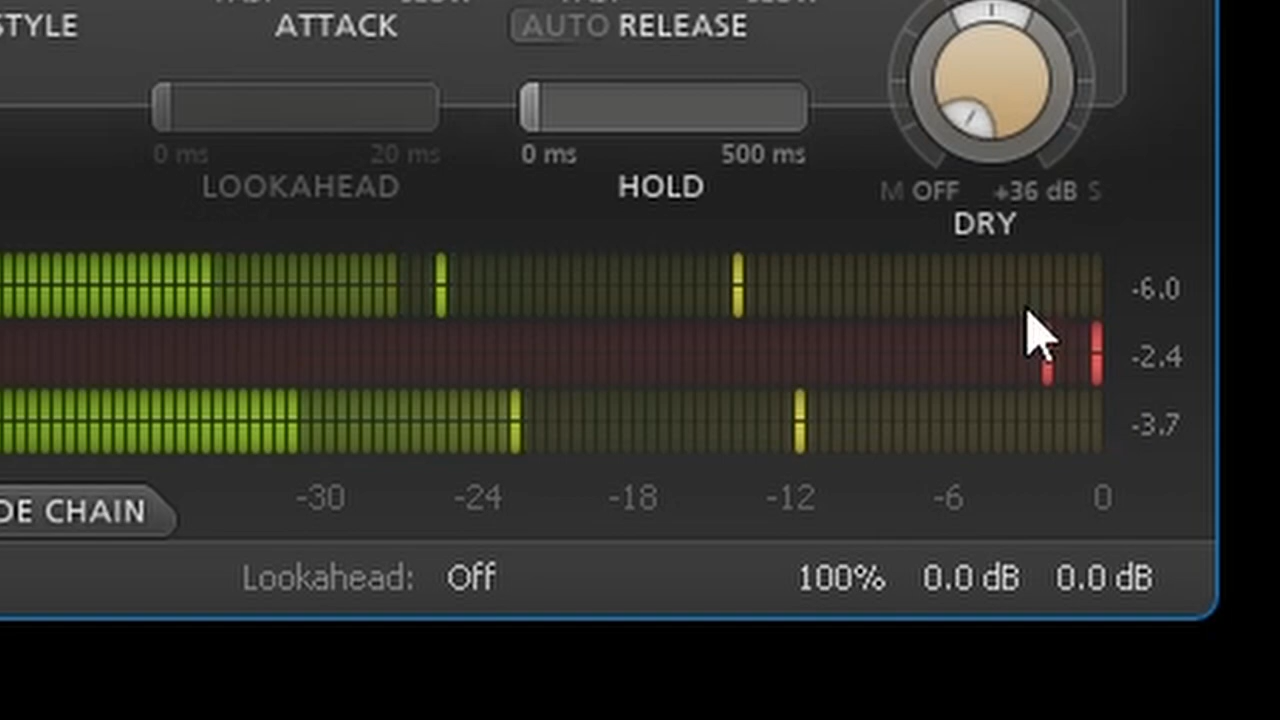 STYLE ATTACK AUTO RELEASE
0 ms 20 ms 0 ms 500 ms
LOOKAHEAD HOLD
M OFF +36 dB S
DRY
-6.0
-2.4
-3.7
-30 -24 -18 -12 -6 0
DE CHAIN
Lookahead: Off 100% 0.0 dB 0.0 dB